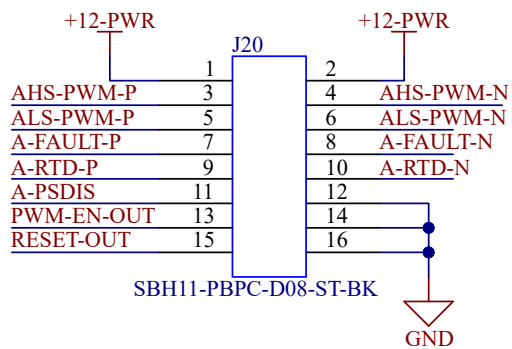 +12-PWR +12-PWR
J20
1 2
AHS-PWM-P 3 4 AHS-PWM-N
ALS-PWM-P 5 6 ALS-PWM-N
A-FAULT-P 7 8 A-FAULT-N
A-RTD-P 9 10 A-RTD-N
A-PSDIS 11 12
PWM-EN-OUT 13 14
RESET-OUT 15 16
SBH11-PBPC-D08-ST-BK
GND